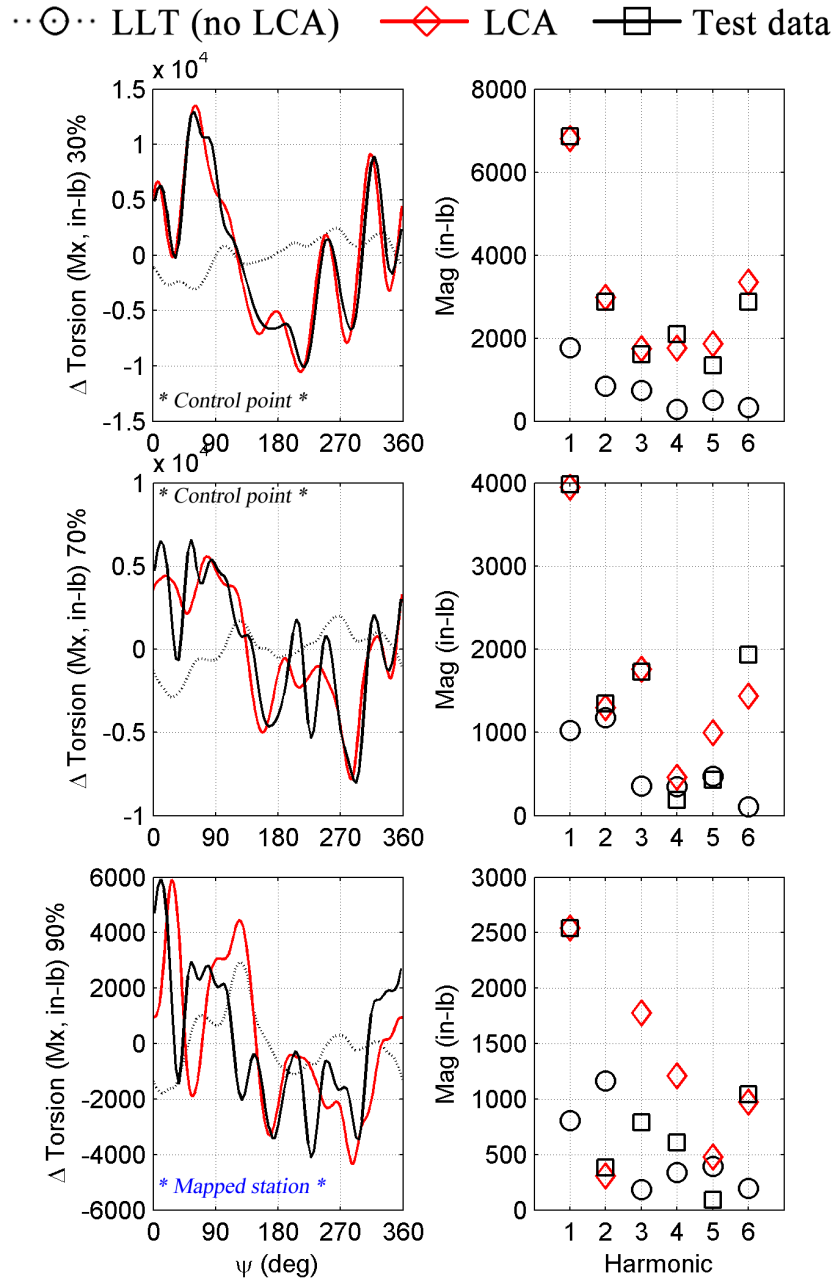 LLT (no LCA) LCA Test data
x 10⁴
Δ Torsion (Mx, in-lb) 30%
1.5
1
0.5
0
-0.5
-1
-1.5
* Control point *
0 90 180 270 360
Mag (in-lb)
8000
6000
4000
2000
0
1 2 3 4 5 6
x 10⁴
Δ Torsion (Mx, in-lb) 70%
1
0.5
0
-0.5
-1
* Control point *
0 90 180 270 360
Mag (in-lb)
4000
3000
2000
1000
0
1 2 3 4 5 6
Δ Torsion (Mx, in-lb) 90%
6000
4000
2000
0
-2000
-4000
-6000
* Mapped station *
0 90 180 270 360
ψ (deg)
Mag (in-lb)
3000
2500
2000
1500
1000
500
0
1 2 3 4 5 6
Harmonic